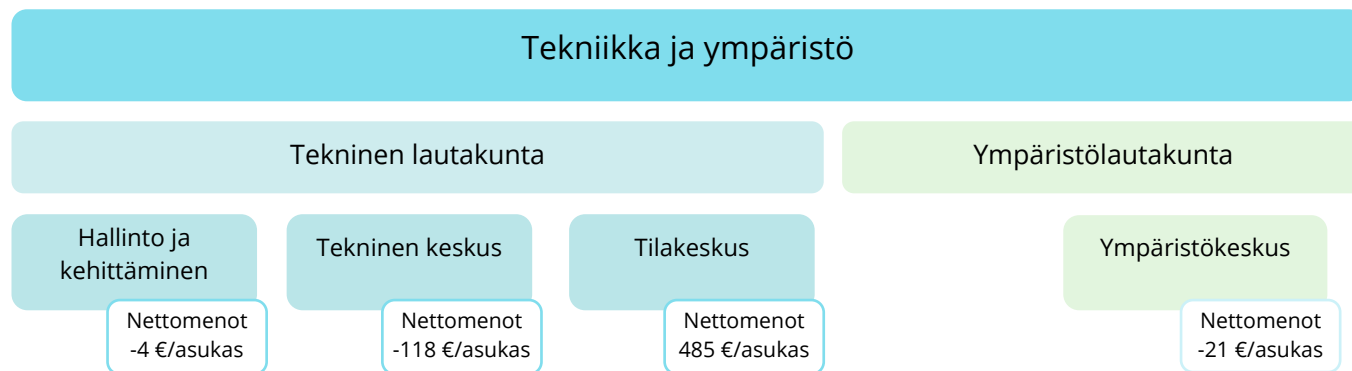 Tekniikka ja ympäristö
Tekninen lautakunta
Ympäristölautakunta
Hallinto ja
kehittäminen
Nettomenot
-4 €/asukas
Tekninen keskus
Nettomenot
-118 €/asukas
Tilakeskus
Nettomenot
485 €/asukas
Ympäristökeskus
Nettomenot
-21 €/asukas